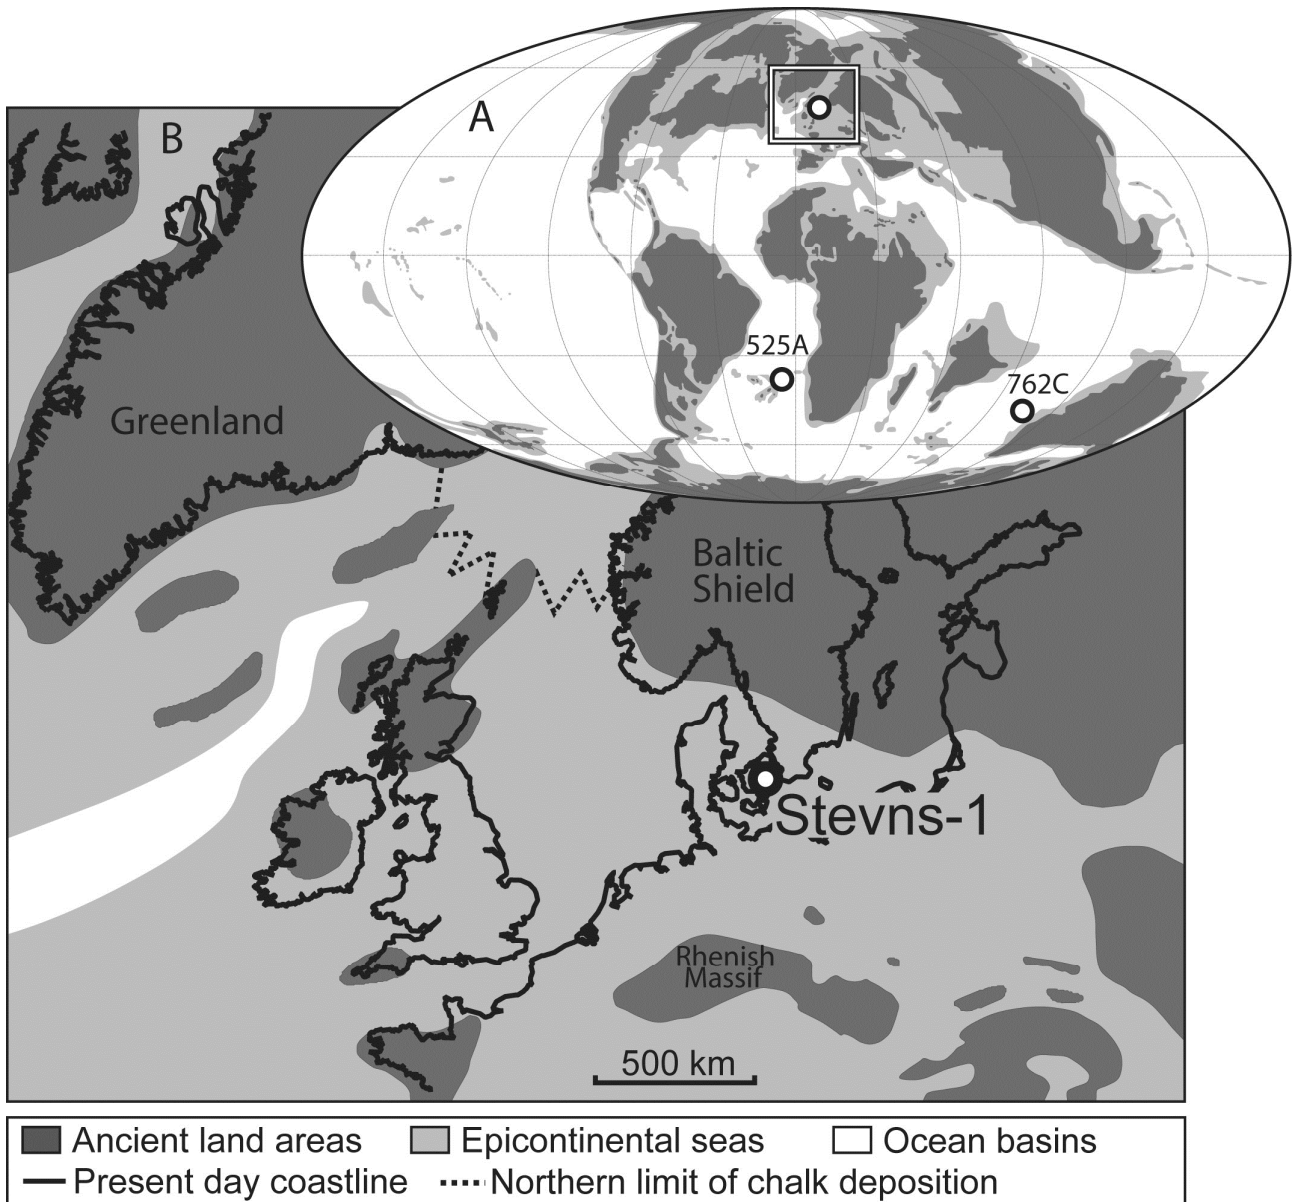 A
B
525A
762C
Greenland
Baltic
Shield
Stevns-1
Rhenish
Massif
500 km
Ancient land areas
Epicontinental seas
Ocean basins
Present day coastline
Northern limit of chalk deposition